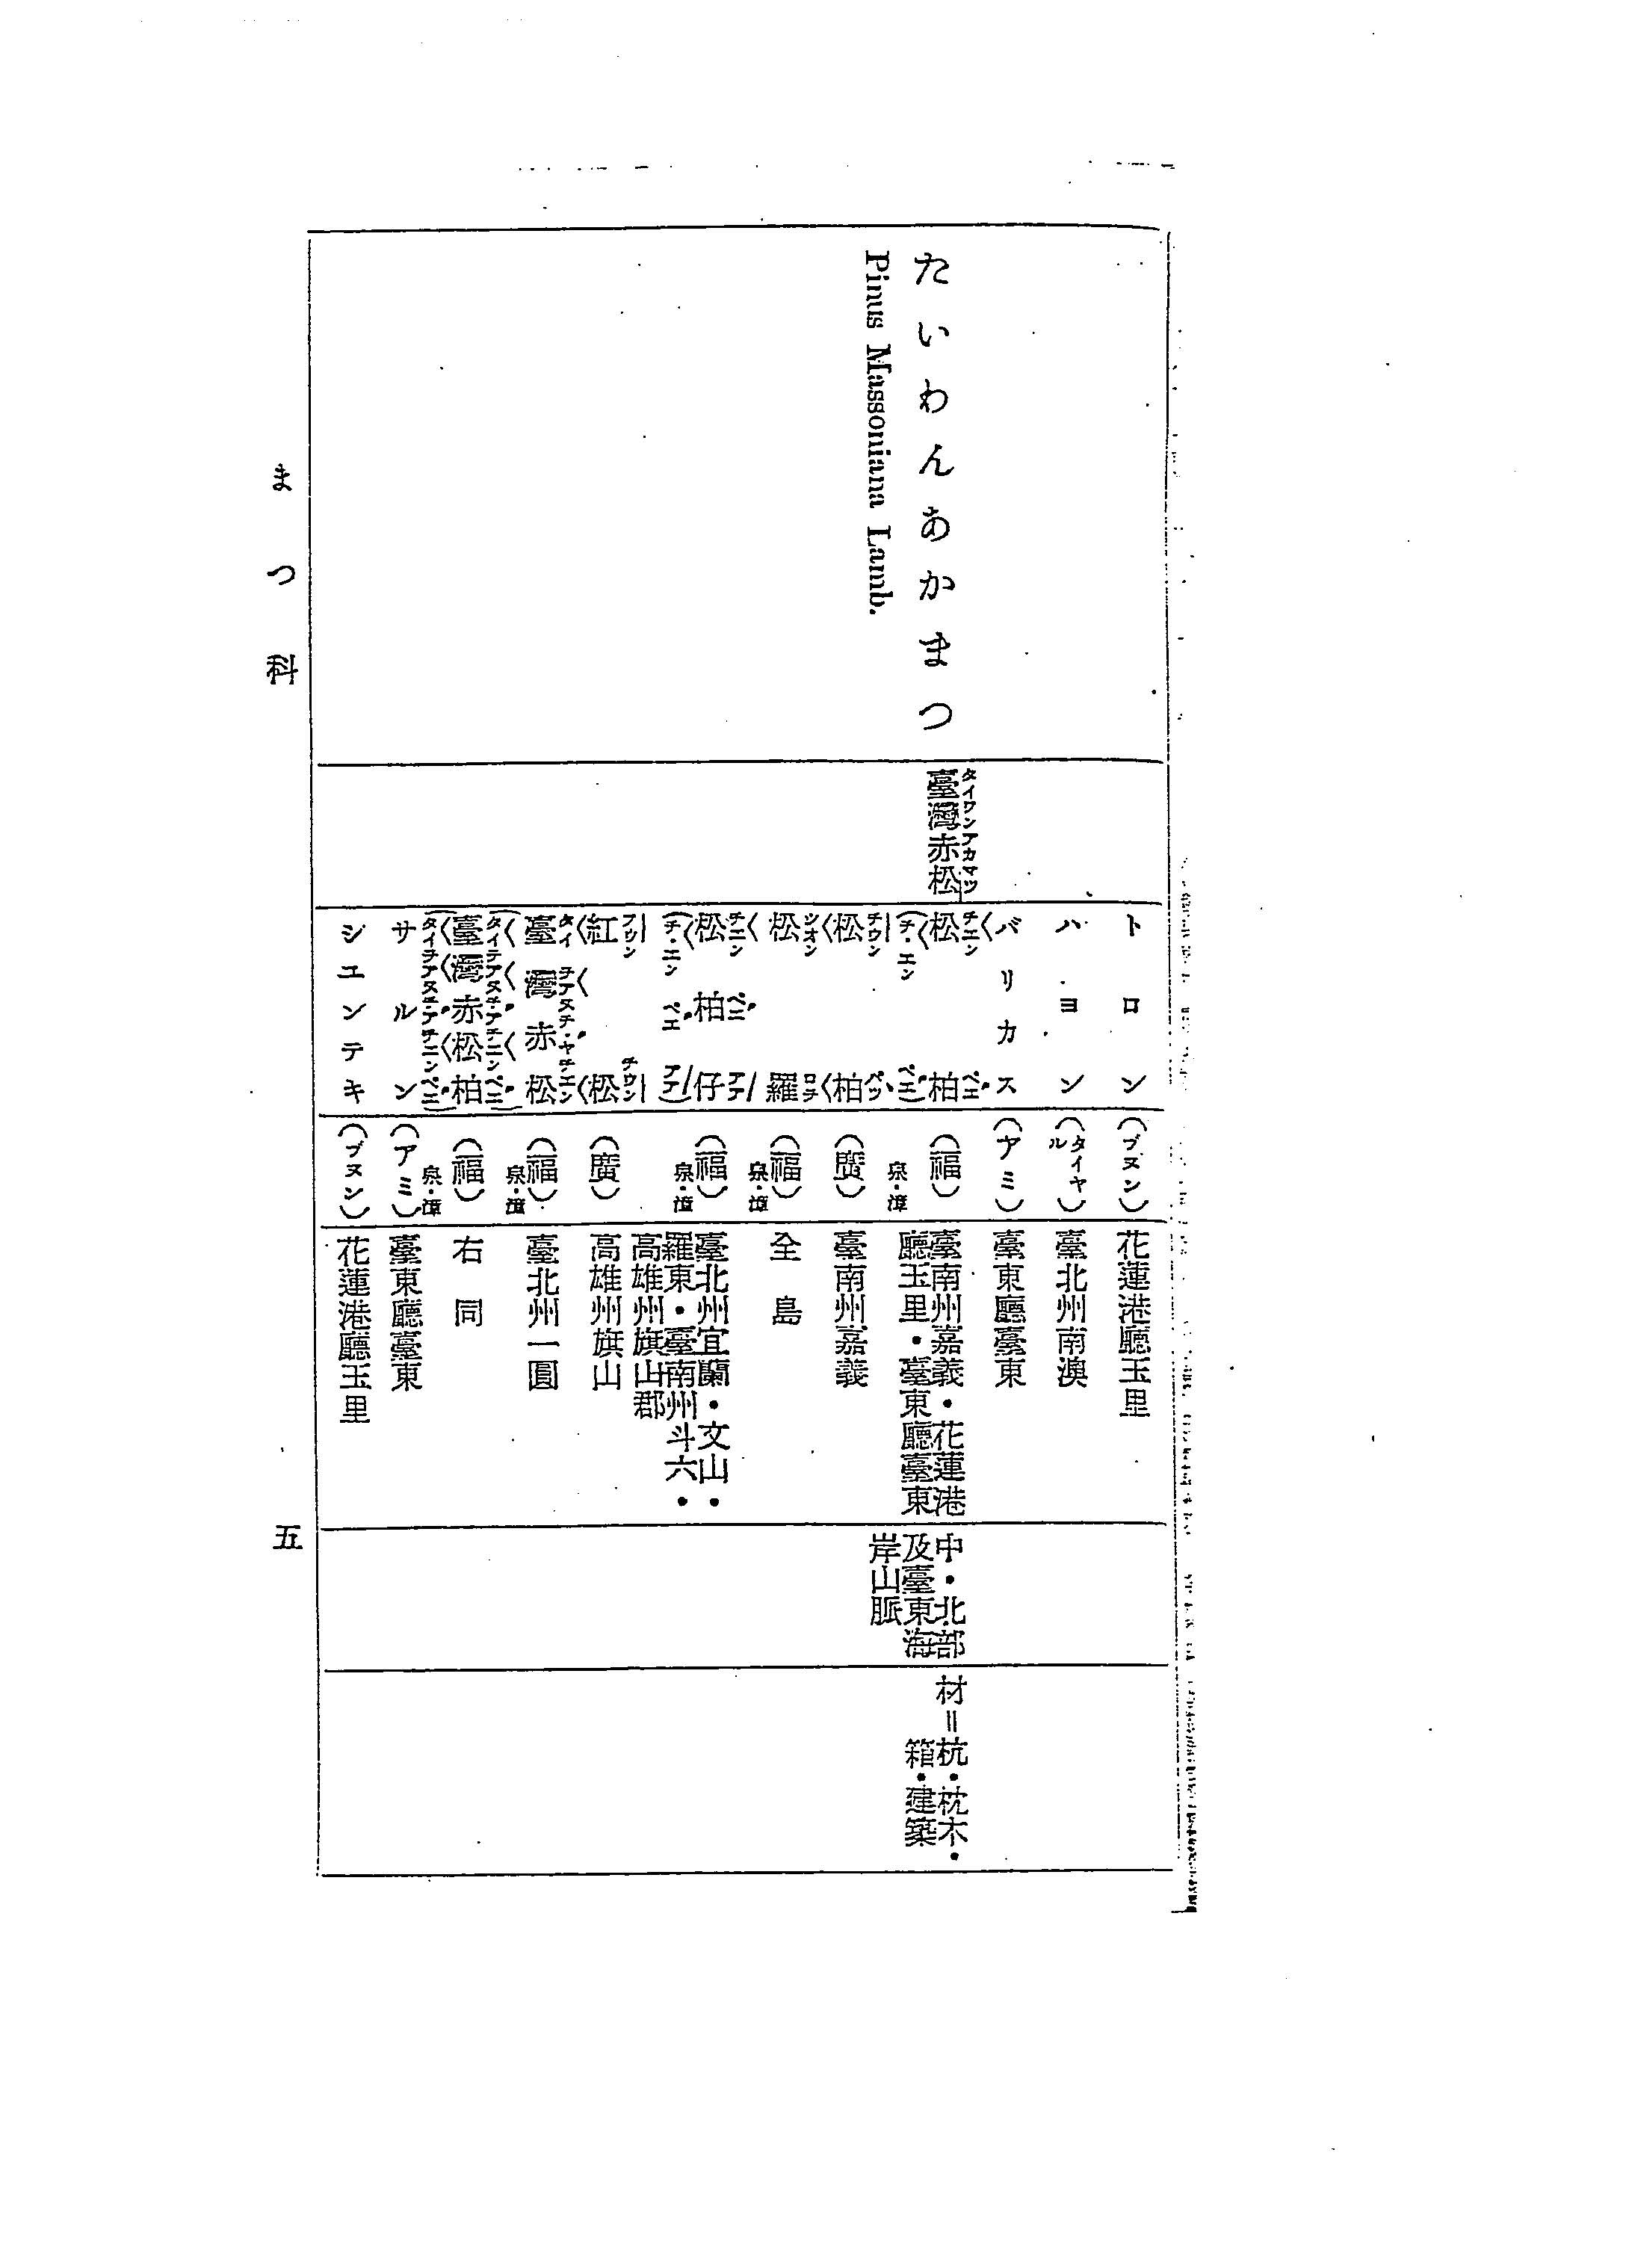 トロン（ブヌン）花蓮港廳玉里
ハヨン（タイヤル）臺北州南澳
バリカス（アミ）臺東廳臺東
たいわんあかまつ
Pinus Massoniana Lamb.
タイワンアカマツ
臺灣赤松
松柏（福）泉・漳 臺南州嘉義・花蓮港
廳玉里・臺東廳臺東
中・北部
及臺東海
岸山脈
材＝杭・枕木・
箱・建築
松柏（廣）臺南州嘉義
松羅（福）泉・漳 全島
松柏仔（福）泉・漳 臺北州宜蘭・文山・
羅東・臺南州斗六・
高雄州旗山郡
紅松（廣）高雄州旗山
臺灣赤松（福）泉・漳 臺北州一圓
臺灣赤松柏（福）泉・漳 右同
サルン（アミ）臺東廳臺東
ジユンテキ（ブヌン）花蓮港廳玉里
まつ科
五